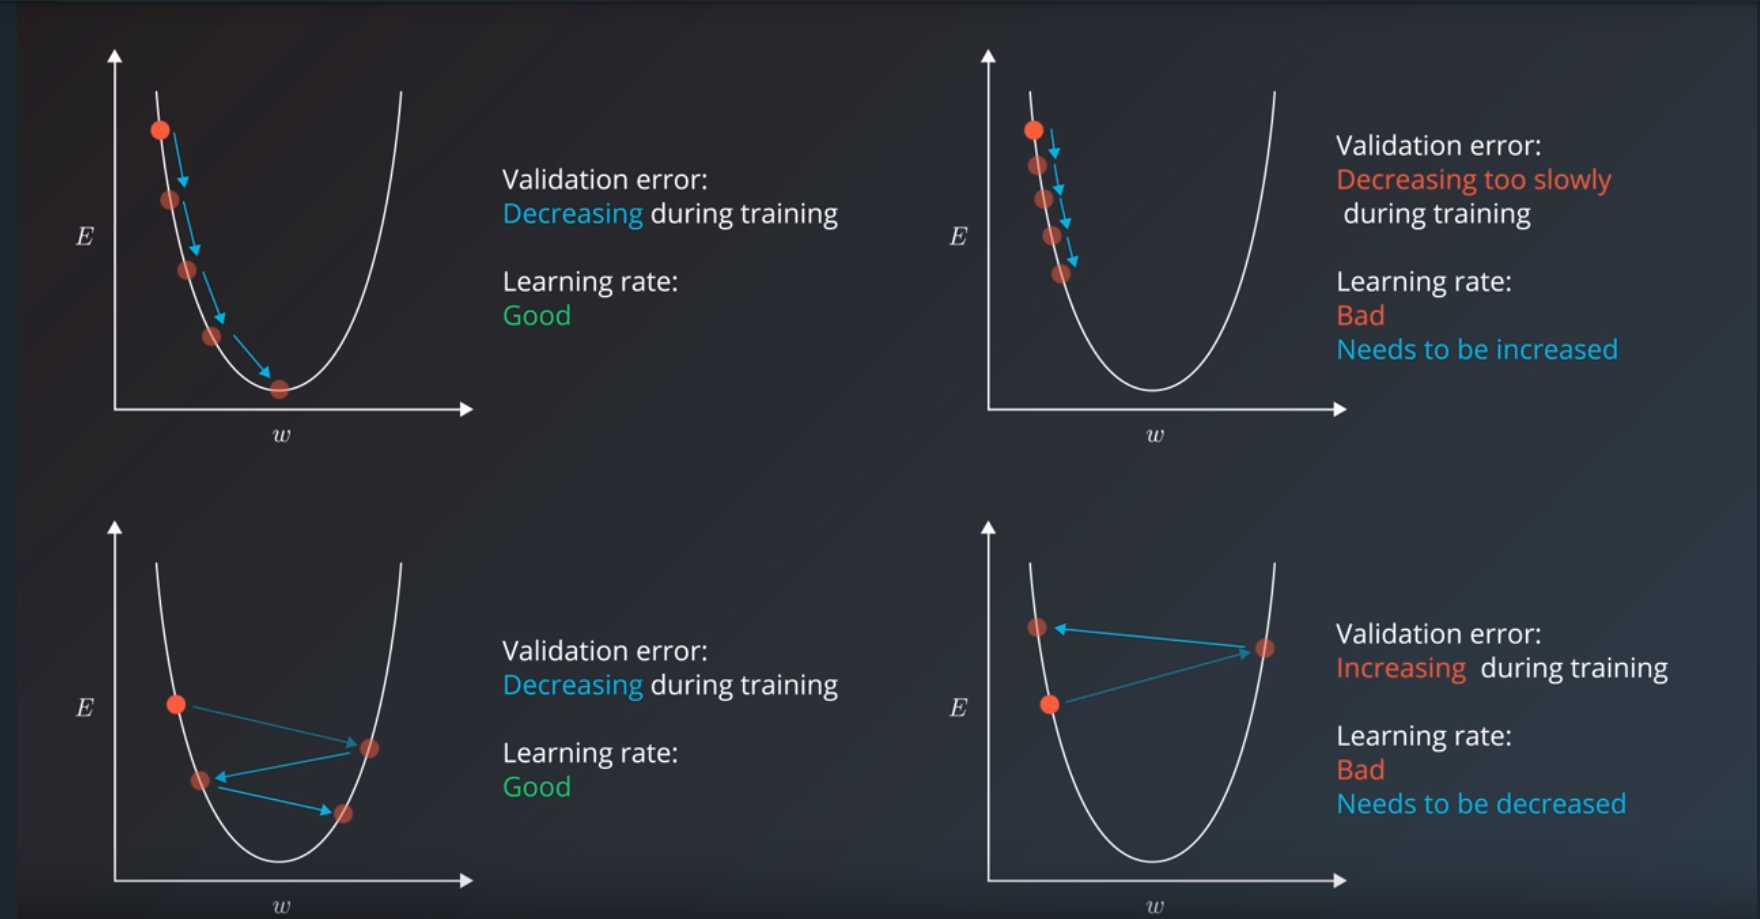 E
w
Validation error:
Decreasing during training
Learning rate:
Good
E
w
Validation error:
Decreasing too slowly
during training
Learning rate:
Bad
Needs to be increased
E
w
Validation error:
Decreasing during training
Learning rate:
Good
E
w
Validation error:
Increasing during training
Learning rate:
Bad
Needs to be decreased